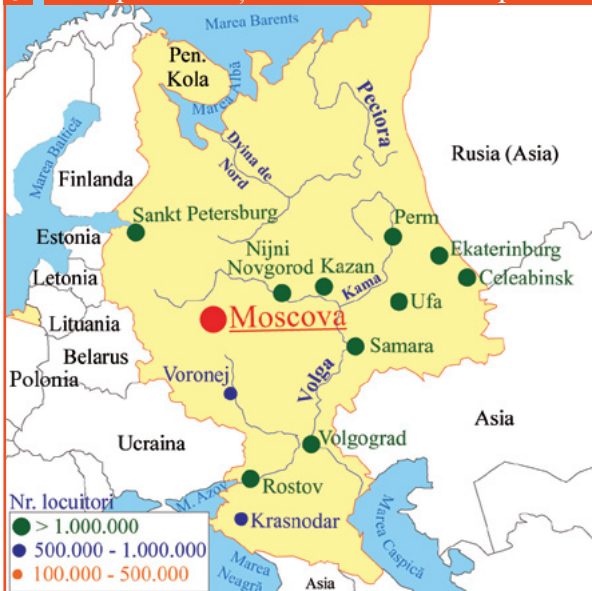 Marea Barents
Pen.
Kola
Marea Albă
Peciora
Dvina de
Nord
Marea Baltică
Finlanda
Rusia (Asia)
Sankt Petersburg
Perm
Estonia
Nijni
Novgorod
Kazan
Ekaterinburg
Celeabinsk
Letonia
Kama
Ufa
Lituania
Moscova
Samara
Belarus
Polonia
Voronej
Volga
Asia
Ucraina
Volgograd
Rostov
M. Azov
Krasnodar
Marea Caspică
Nr. locuitori
> 1.000.000
500.000 - 1.000.000
100.000 - 500.000
Marea
Neagră
Asia